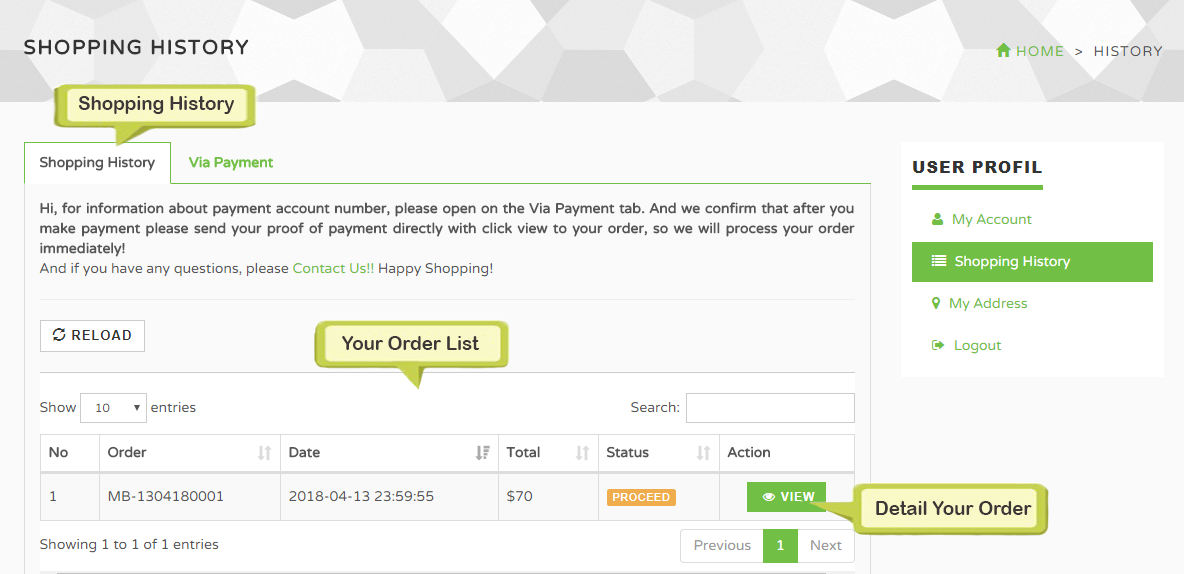 SHOPPING HISTORY
HOME > HISTORY
Shopping History
Shopping History
Via Payment
Hi, for information about payment account number, please open on the Via Payment tab. And we confirm that after you
make payment please send your proof of payment directly with click view to your order, so we will process your order
immediately!
And if you have any questions, please Contact Us!! Happy Shopping!
RELOAD
Your Order List
Show 10 entries
Search:
No Order Date Total Status Action
1 MB-1304180001 2018-04-13 23:59:55 $70 PROCEED VIEW
Detail Your Order
Showing 1 to 1 of 1 entries
Previous 1 Next
USER PROFIL
My Account
Shopping History
My Address
Logout